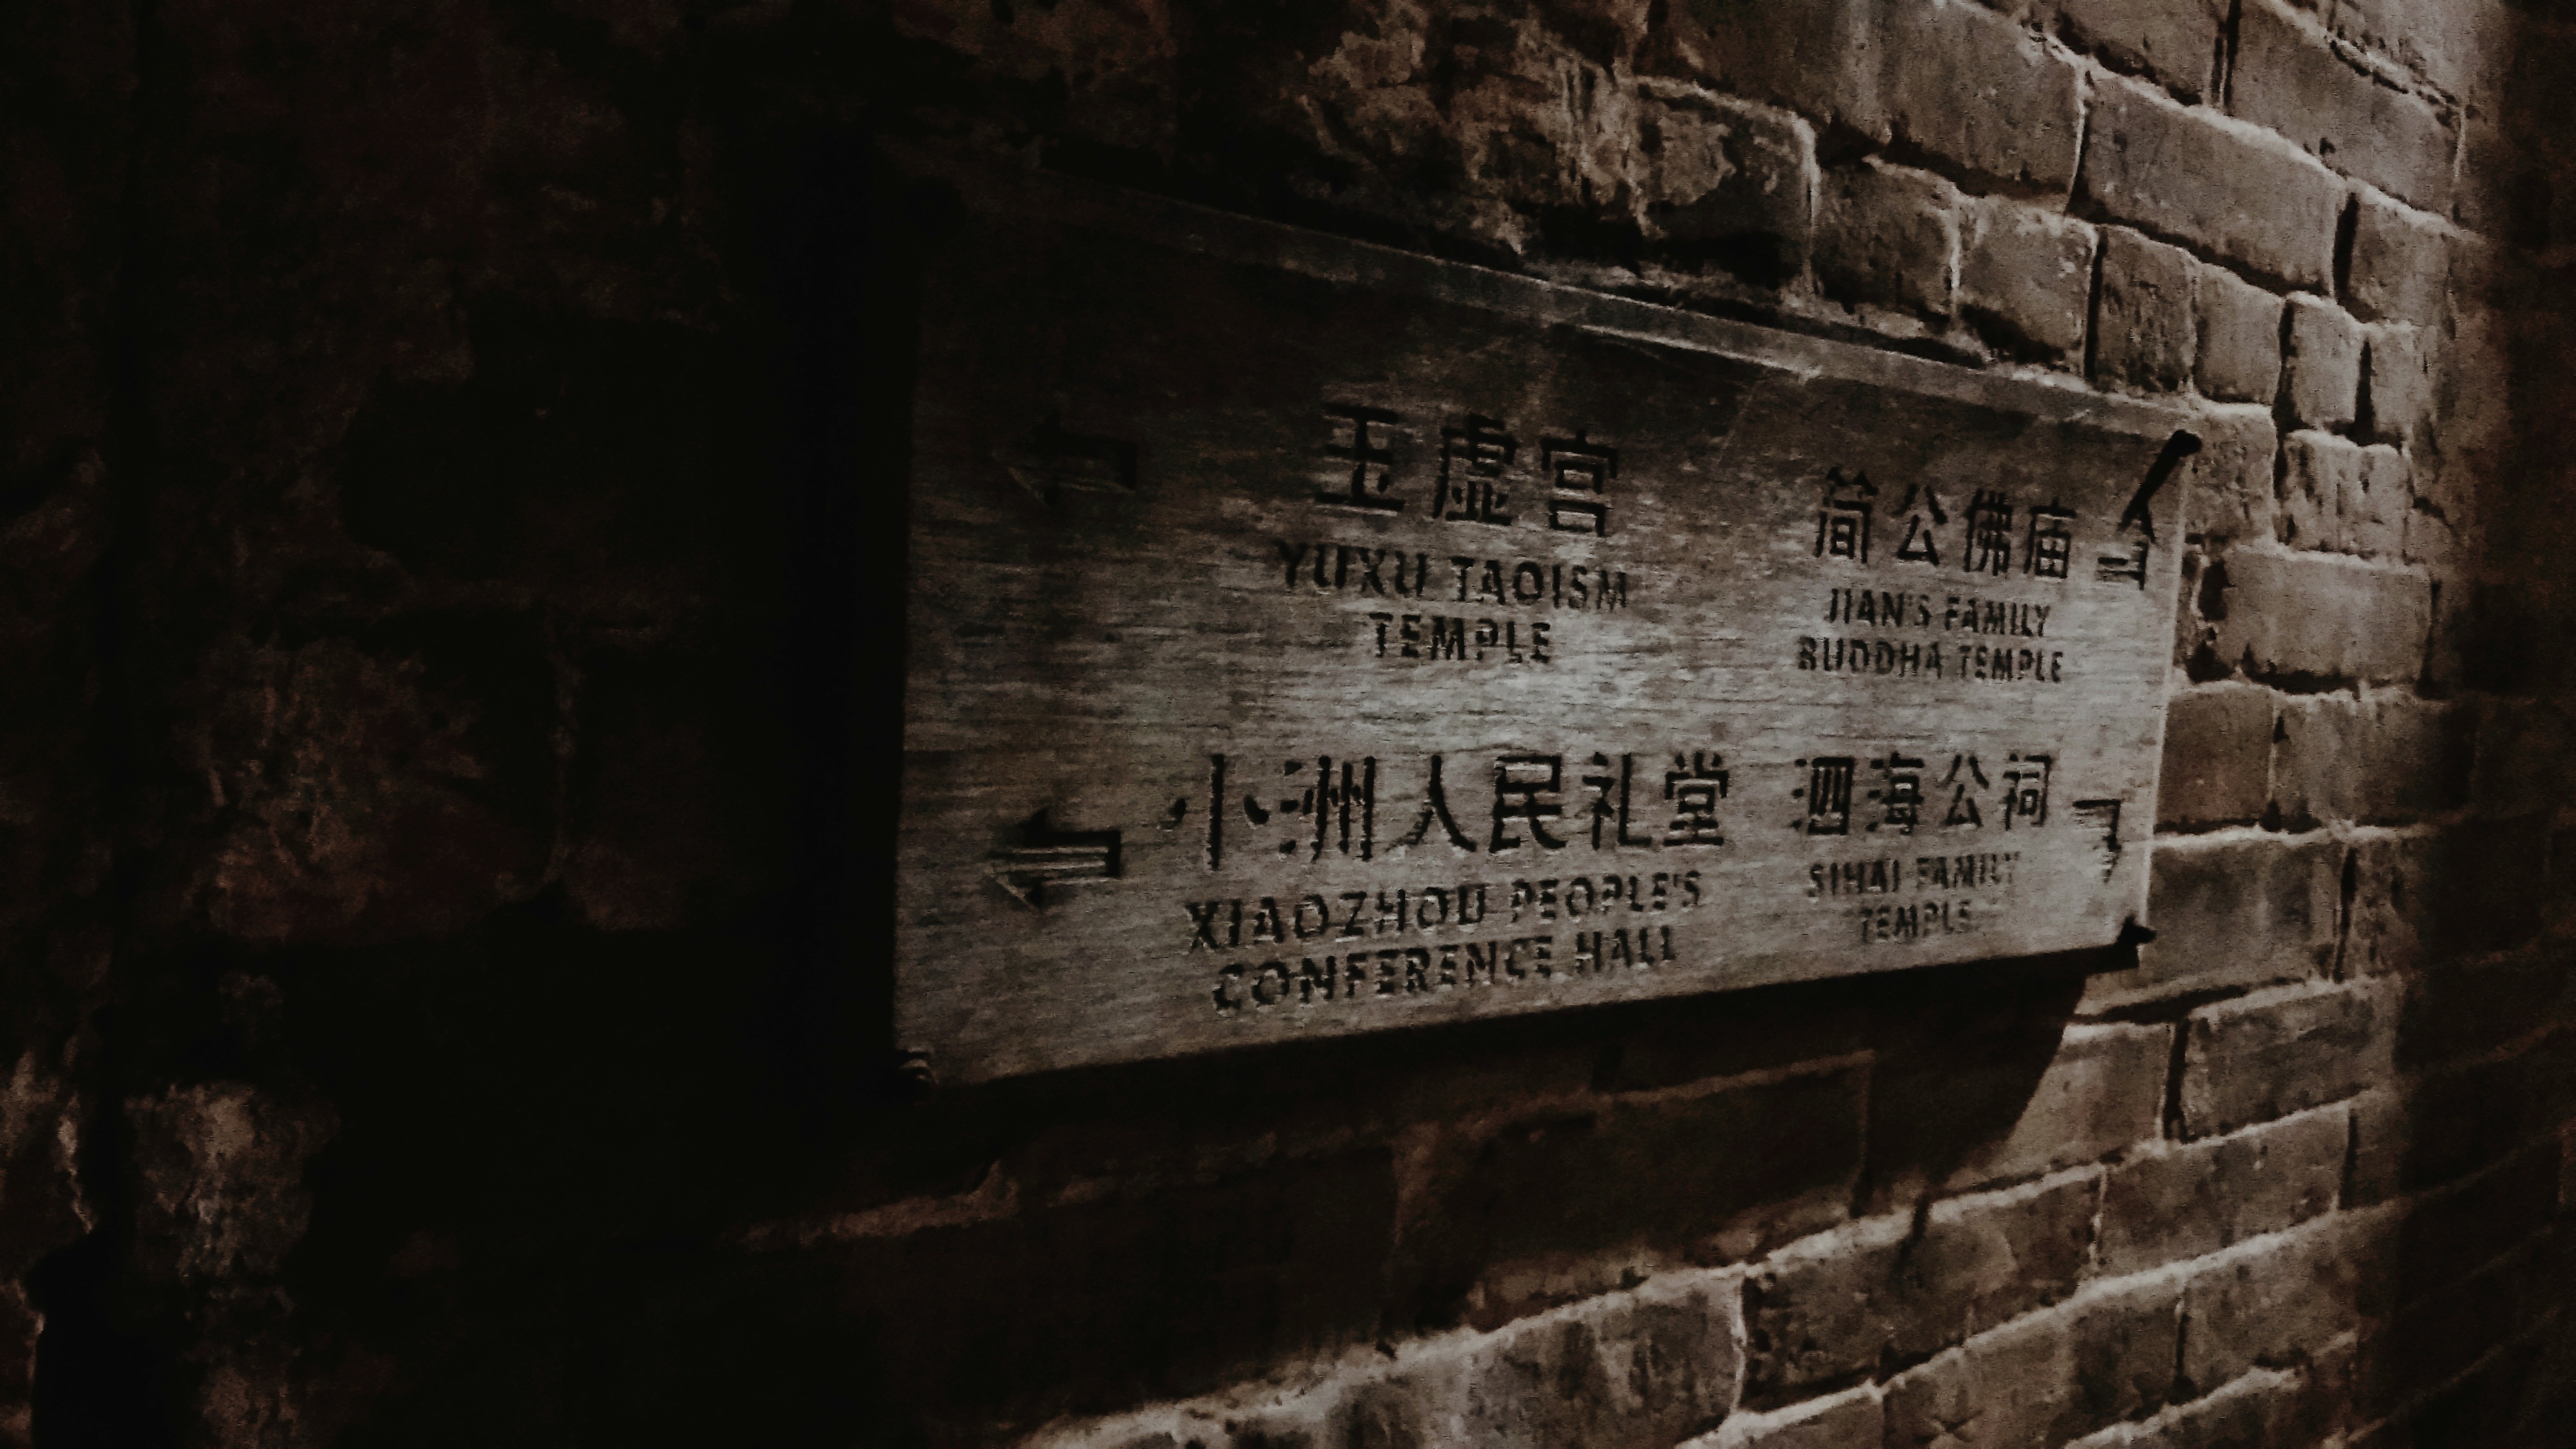 玉虚宫
YUXU TAOISM
TEMPLE
简公佛庙
JIAN'S FAMILY
BUDDHA TEMPLE
小洲人民礼堂
XIAOZHOU PEOPLE'S
CONFERENCE HALL
泗海公祠
SIHAI FAMILY
TEMPLE